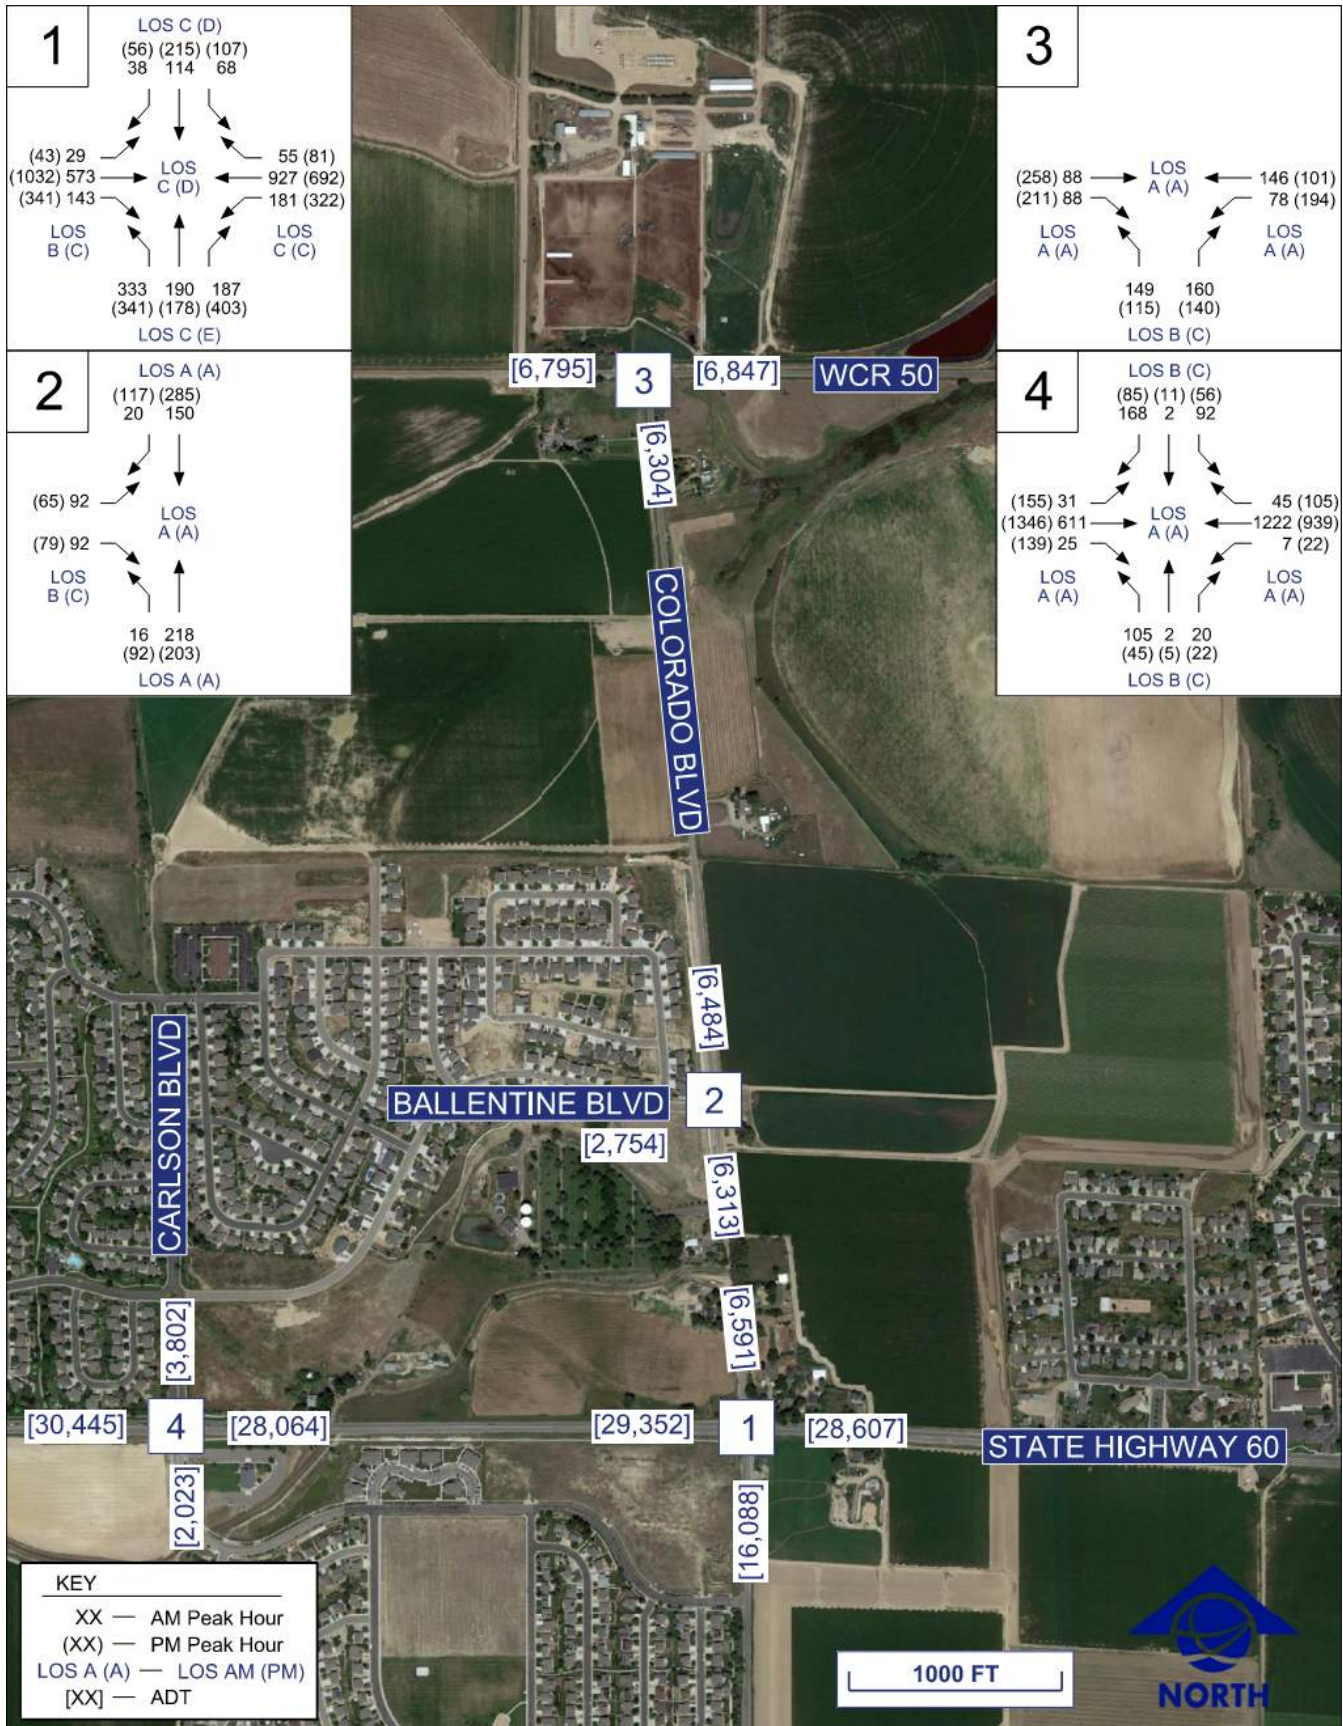 1
LOS C (D)
(56) (215) (107)
38 114 68
(43) 29
(1032) 573
(341) 143
LOS
C (D)
55 (81)
927 (692)
181 (322)
LOS
B (C)
LOS
C (C)
333 190 187
(341) (178) (403)
LOS C (E)
2
LOS A (A)
(117) (285)
20 150
(65) 92
LOS
A (A)
(79) 92
LOS
B (C)
16 218
(92) (203)
LOS A (A)
3
(258) 88
(211) 88
LOS
A (A)
146 (101)
78 (194)
LOS
A (A)
LOS
A (A)
149 160
(115) (140)
LOS B (C)
4
LOS B (C)
(85) (11) (56)
168 2 92
(155) 31
(1346) 611
(139) 25
LOS
A (A)
45 (105)
1222 (939)
7 (22)
LOS
A (A)
LOS
A (A)
105 2 20
(45) (5) (22)
LOS B (C)
[6,795]
3
[6,847]
WCR 50
[6,304]
COLORADO BLVD
[6,484]
CARLSON BLVD
BALLENTINE BLVD
2
[2,754]
[6,313]
[6,591]
[3,802]
[30,445]
4
[28,064]
[29,352]
1
[28,607]
STATE HIGHWAY 60
[2,023]
[19,088]
KEY
XX — AM Peak Hour
(XX) — PM Peak Hour
LOS A (A) — LOS AM (PM)
[XX] — ADT
1000 FT
NORTH